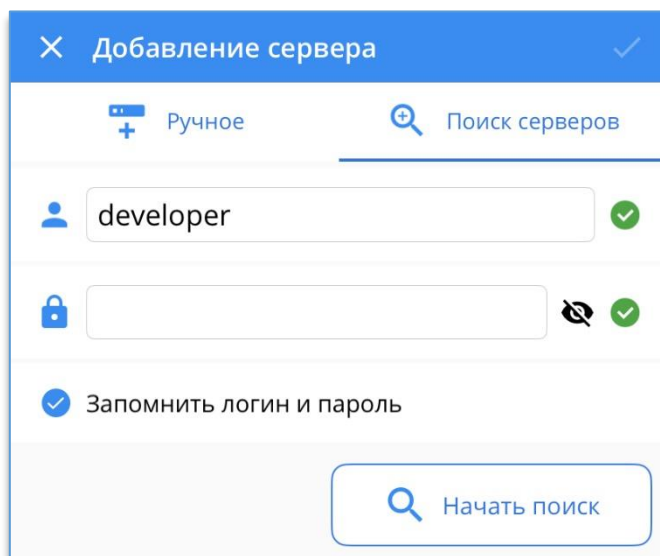 Добавление сервера
Ручное
Поиск серверов
developer
Запомнить логин и пароль
Начать поиск